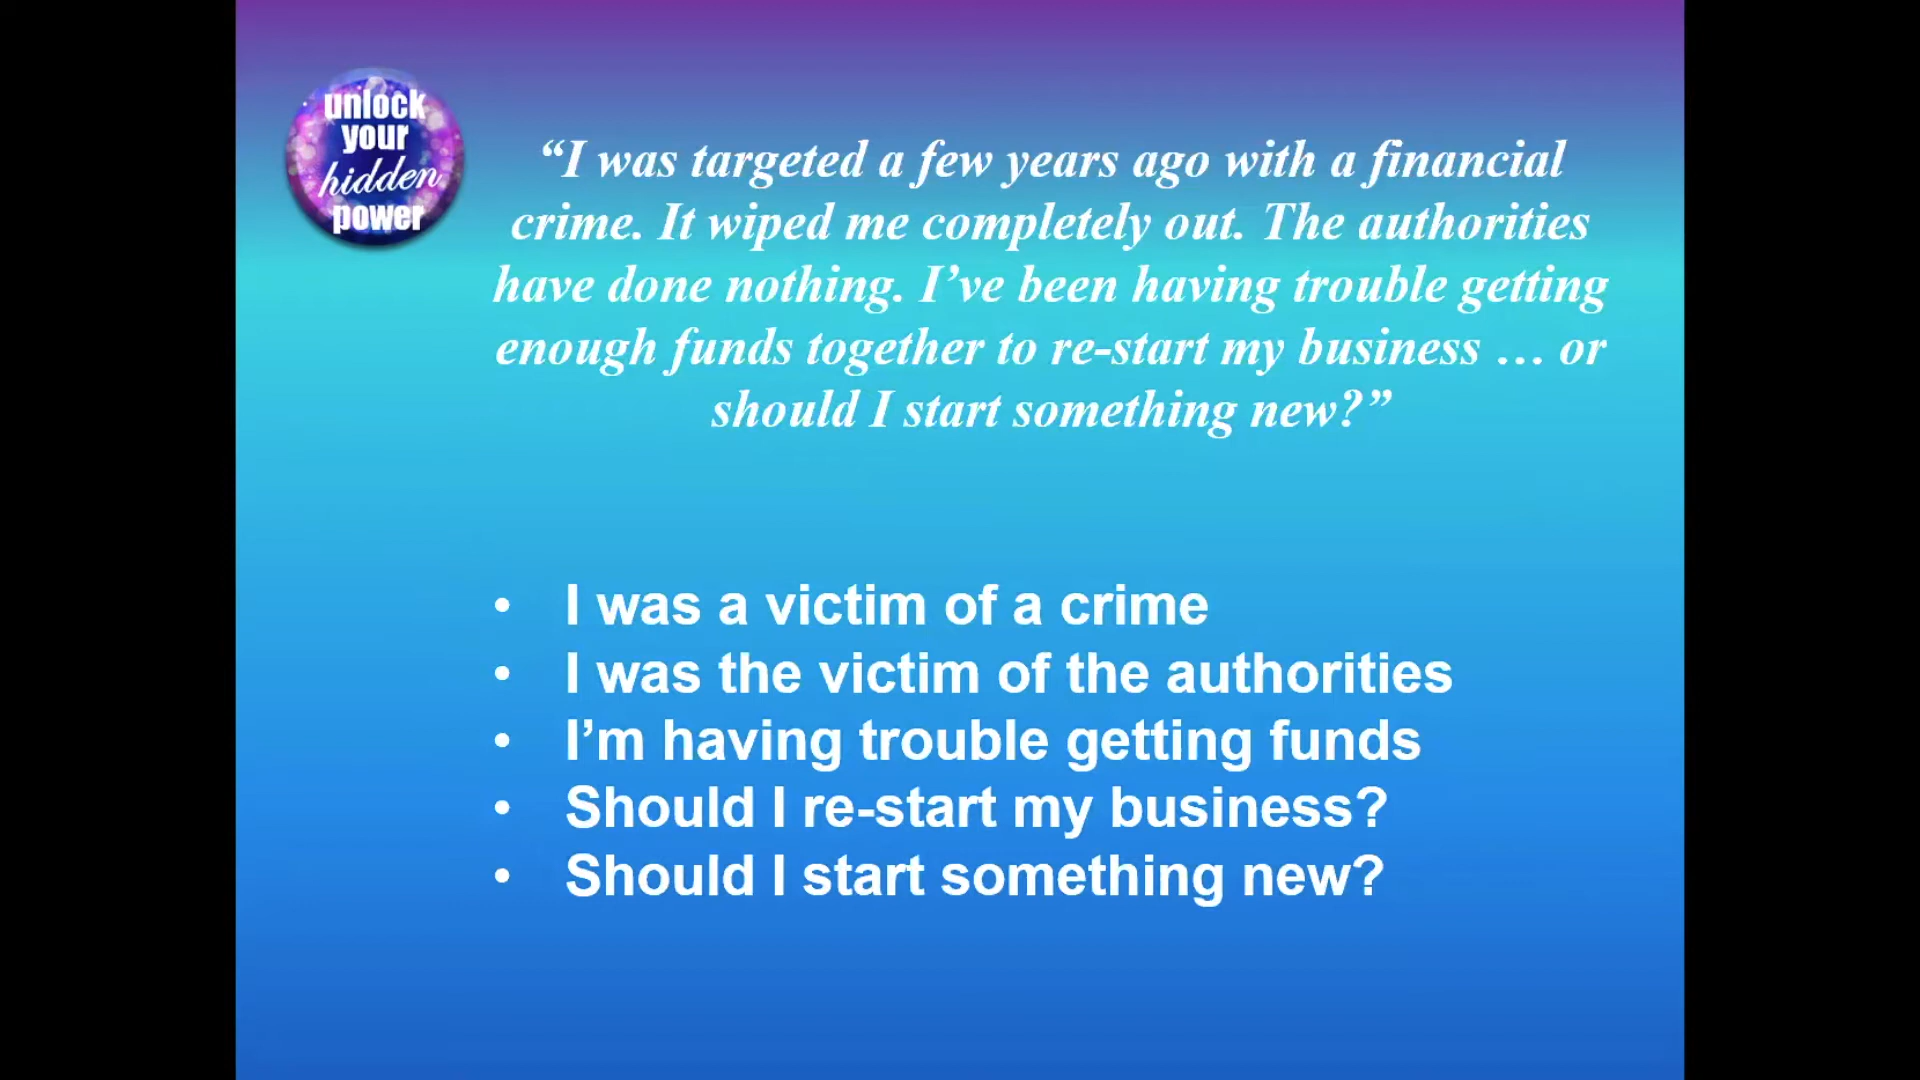 unlock
your
hidden
power
“I was targeted a few years ago with a financial
crime. It wiped me completely out. The authorities
have done nothing. I’ve been having trouble getting
enough funds together to re-start my business … or
should I start something new?”
• I was a victim of a crime
• I was the victim of the authorities
• I’m having trouble getting funds
• Should I re-start my business?
• Should I start something new?